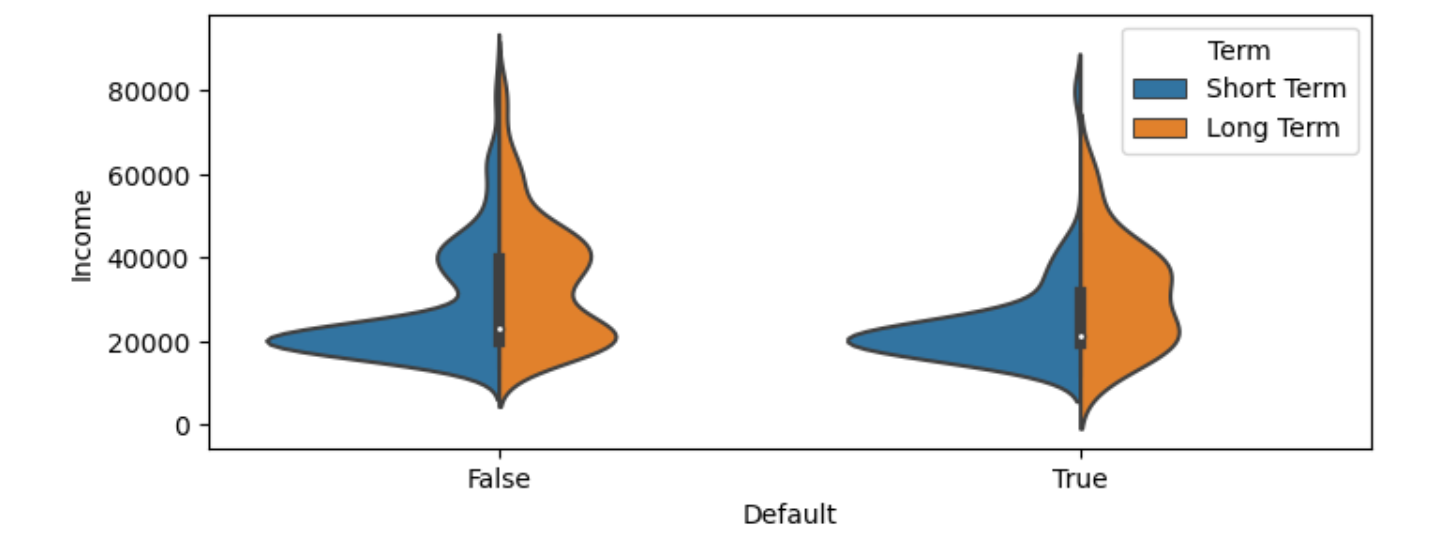 Term
Short Term
Long Term
80000
60000
40000
20000
0
Income
False
True
Default